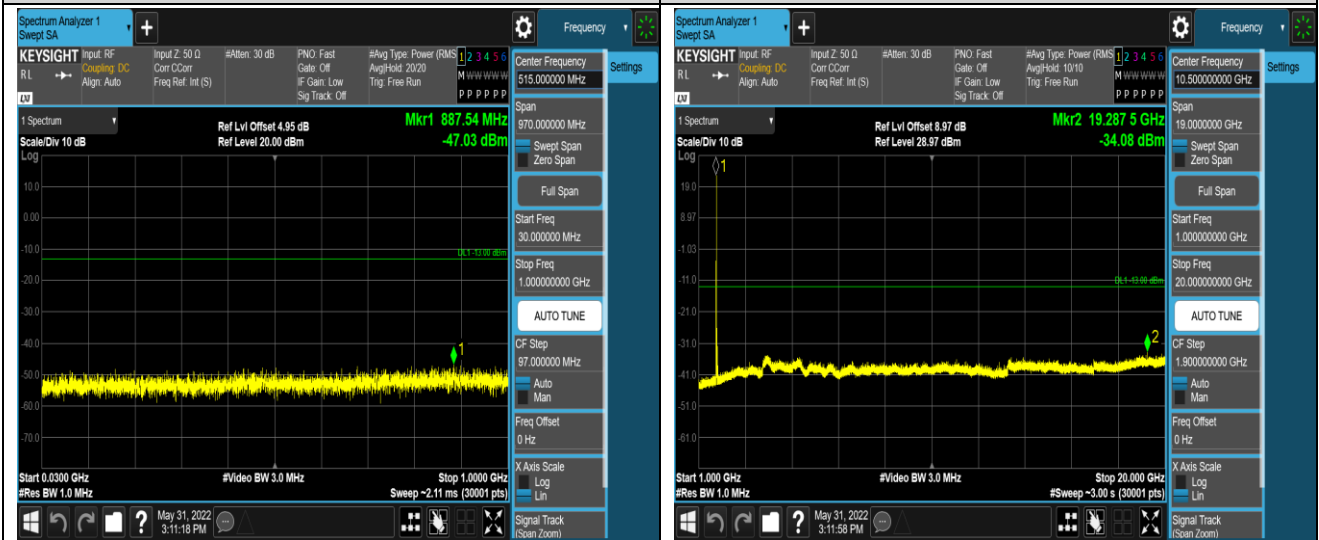 Spectrum Analyzer 1
Swept SA
+
Frequency
KEYSIGHT
RL
LXI
Input: RF
Coupling: DC
Align: Auto
Input Z: 50 Ω
Corr CCorr
Freq Ref: Int (S)
#Atten: 30 dB
PNO: Fast
Gate: Off
IF Gain: Low
Sig Track: Off
#Avg Type: Power (RMS
Avg|Hold: 20/20
Trig: Free Run
1 2 3 4 5 6
M W W W W W
P P P P P P
Center Frequency
515.000000 MHz
Settings
1 Spectrum
Scale/Div 10 dB
Log
Ref Lvl Offset 4.95 dB
Ref Level 20.00 dBm
Mkr1 887.54 MHz
-47.03 dBm
10.0
0.00
-10.0
-20.0
-30.0
-40.0
-50.0
-60.0
-70.0
DL1 -13.00 dBm
1
Start 0.0300 GHz
#Res BW 1.0 MHz
#Video BW 3.0 MHz
Stop 1.0000 GHz
Sweep ~2.11 ms (30001 pts)
Span
970.000000 MHz
Swept Span
Zero Span
Full Span
Start Freq
30.000000 MHz
Stop Freq
1.000000000 GHz
AUTO TUNE
CF Step
97.000000 MHz
Auto
Man
Freq Offset
0 Hz
X Axis Scale
Log
Lin
Signal Track
(Span Zoom)
?
May 31, 2022
3:11:18 PM
Spectrum Analyzer 1
Swept SA
+
Frequency
KEYSIGHT
RL
LXI
Input: RF
Coupling: DC
Align: Auto
Input Z: 50 Ω
Corr CCorr
Freq Ref: Int (S)
#Atten: 30 dB
PNO: Fast
Gate: Off
IF Gain: Low
Sig Track: Off
#Avg Type: Power (RMS
Avg|Hold: 10/10
Trig: Free Run
1 2 3 4 5 6
M W W W W W
P P P P P P
Center Frequency
10.500000000 GHz
Settings
1 Spectrum
Scale/Div 10 dB
Log
Ref Lvl Offset 8.97 dB
Ref Level 28.97 dBm
Mkr2 19.287 5 GHz
-34.08 dBm
1
19.0
8.97
-1.03
-11.0
-21.0
-31.0
-41.0
-51.0
-61.0
DL1 -13.00 dBm
2
Start 1.000 GHz
#Res BW 1.0 MHz
#Video BW 3.0 MHz
Stop 20.000 GHz
#Sweep ~3.00 s (30001 pts)
Span
19.0000000 GHz
Swept Span
Zero Span
Full Span
Start Freq
1.000000000 GHz
Stop Freq
20.000000000 GHz
AUTO TUNE
CF Step
1.900000000 GHz
Auto
Man
Freq Offset
0 Hz
X Axis Scale
Log
Lin
Signal Track
(Span Zoom)
?
May 31, 2022
3:11:58 PM